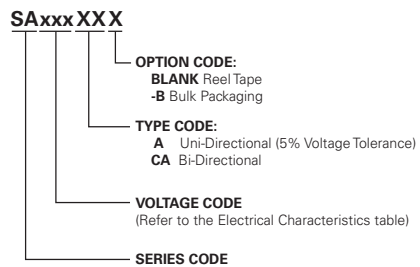 SAxxxXX X
OPTION CODE:
BLANK Reel Tape
-B Bulk Packaging
TYPE CODE:
A Uni-Directional (5% Voltage Tolerance)
CA Bi-Directional
VOLTAGE CODE
(Refer to the Electrical Characteristics table)
SERIES CODE